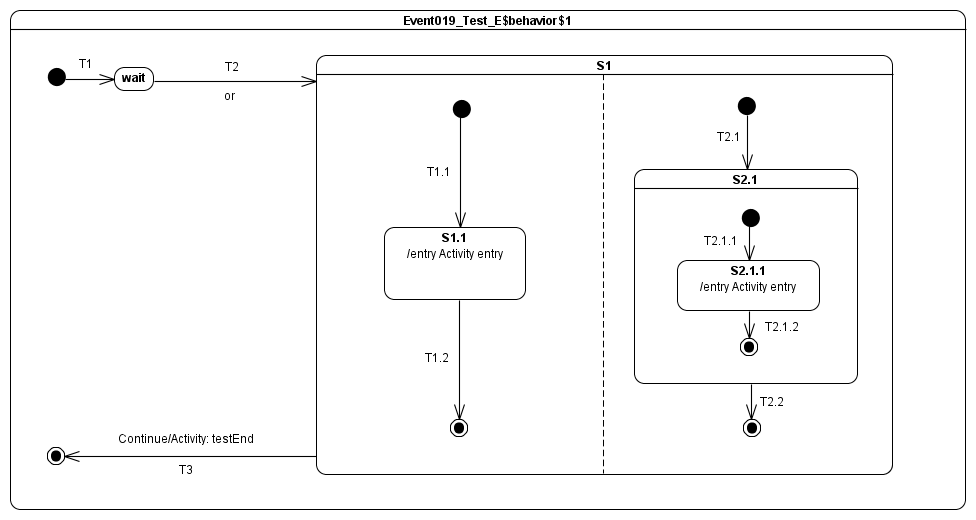 Event019_Test_E$behavior$1
T1
wait
T2
or
S1
T1.1
S1.1
/entry Activity entry
T1.2
T2.1
S2.1
T2.1.1
S2.1.1
/entry Activity entry
T2.1.2
T2.2
Continue/Activity: testEnd
T3